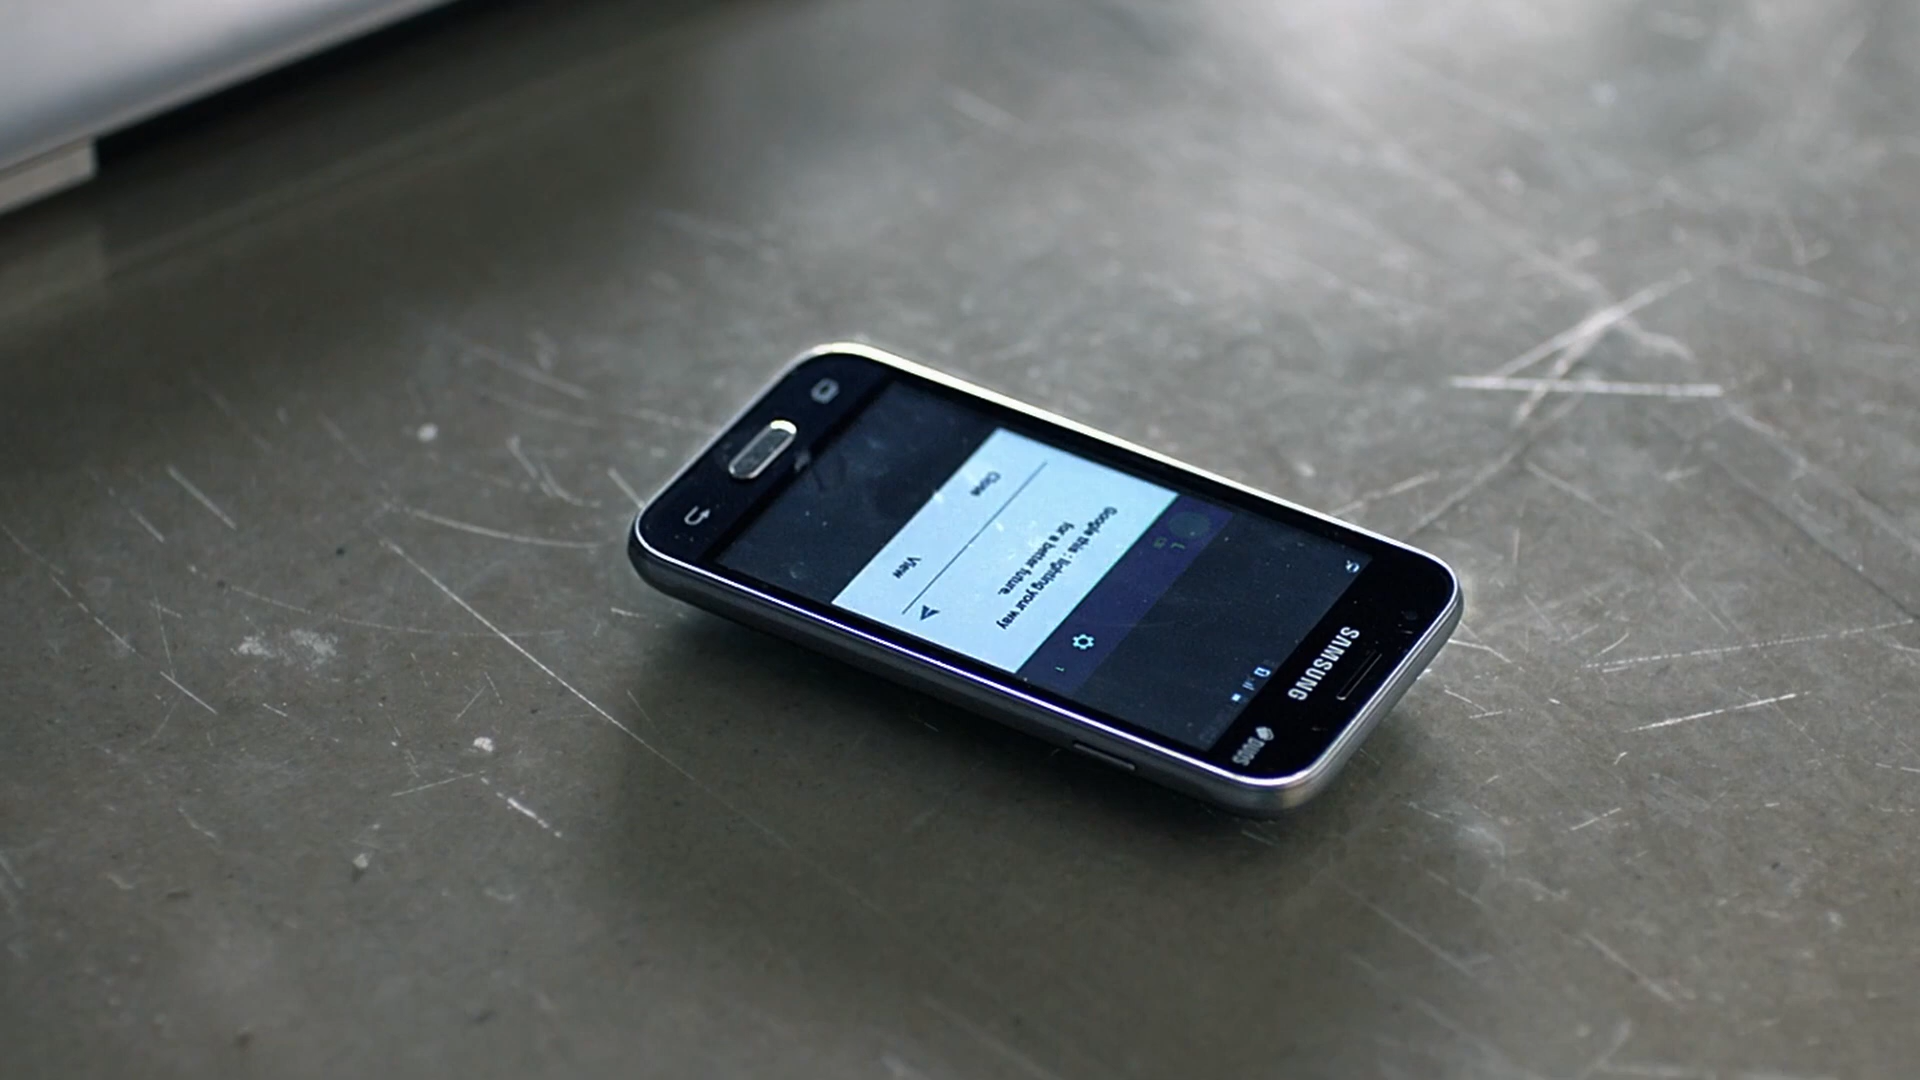 DUOS
SAMSUNG
Google this : lighting your way
for a better future.
Close
View